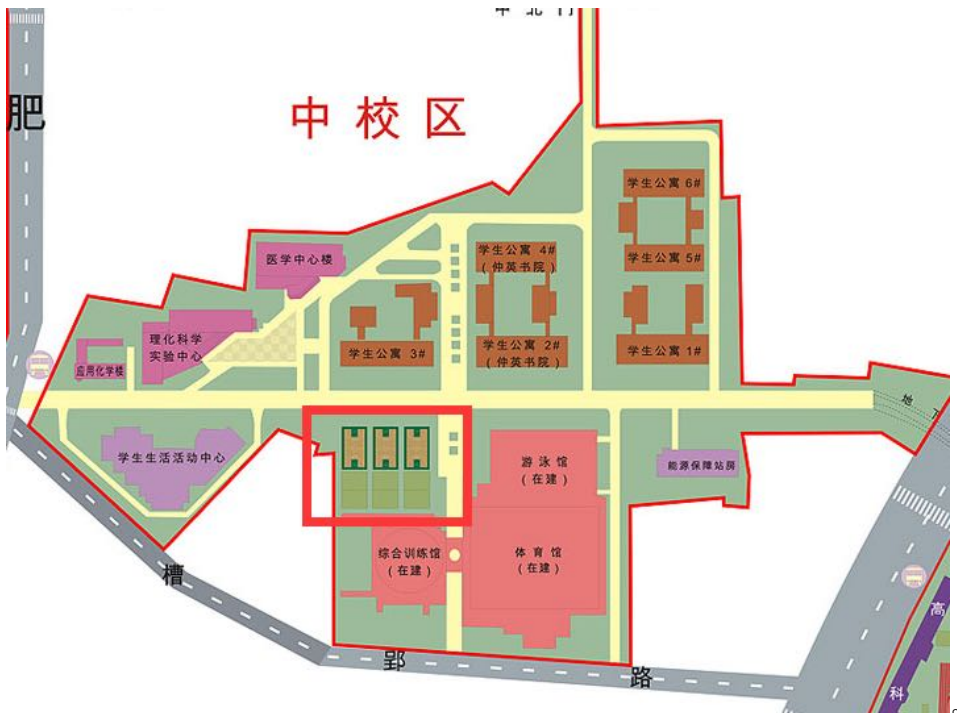 中北门
肥
中校区
学生公寓 6#
学生公寓 4#
(仲英书院)
学生公寓 5#
医学中心楼
理化科学
实验中心
学生公寓 3#
学生公寓 2#
(仲英书院)
学生公寓 1#
应用化学楼
地下
学生生活活动中心
游泳馆
(在建)
能源保障站房
综合训练馆
(在建)
体育馆
(在建)
槽
高
郢
路
科